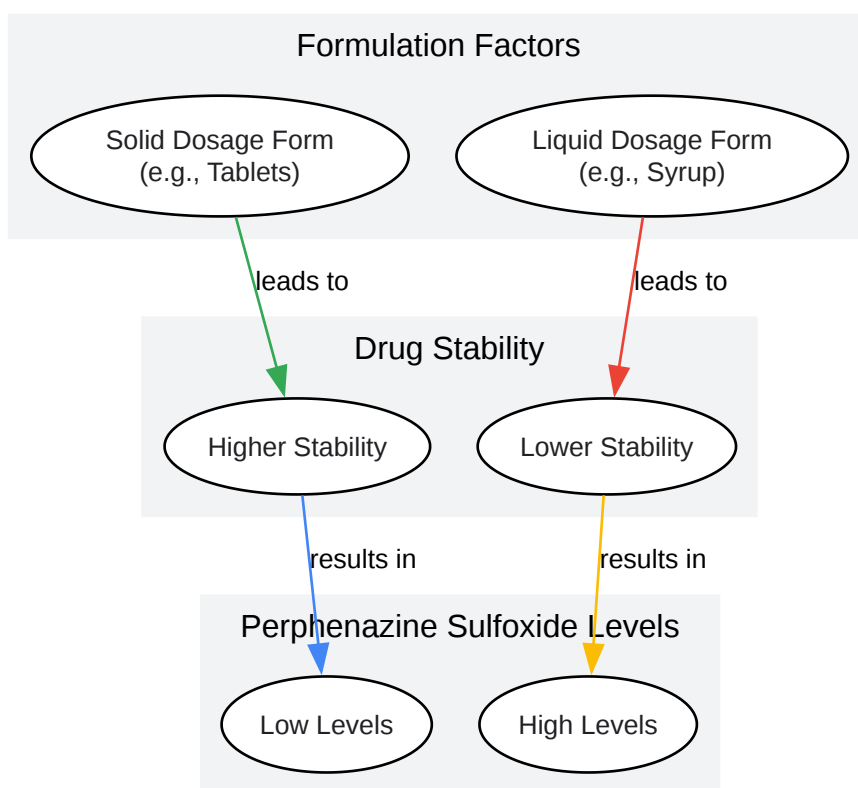 Formulation Factors
Solid Dosage Form
(e.g., Tablets)
Liquid Dosage Form
(e.g., Syrup)
leads to
leads to
Drug Stability
Higher Stability
Lower Stability
results in
results in
Perphenazine Sulfoxide Levels
Low Levels
High Levels